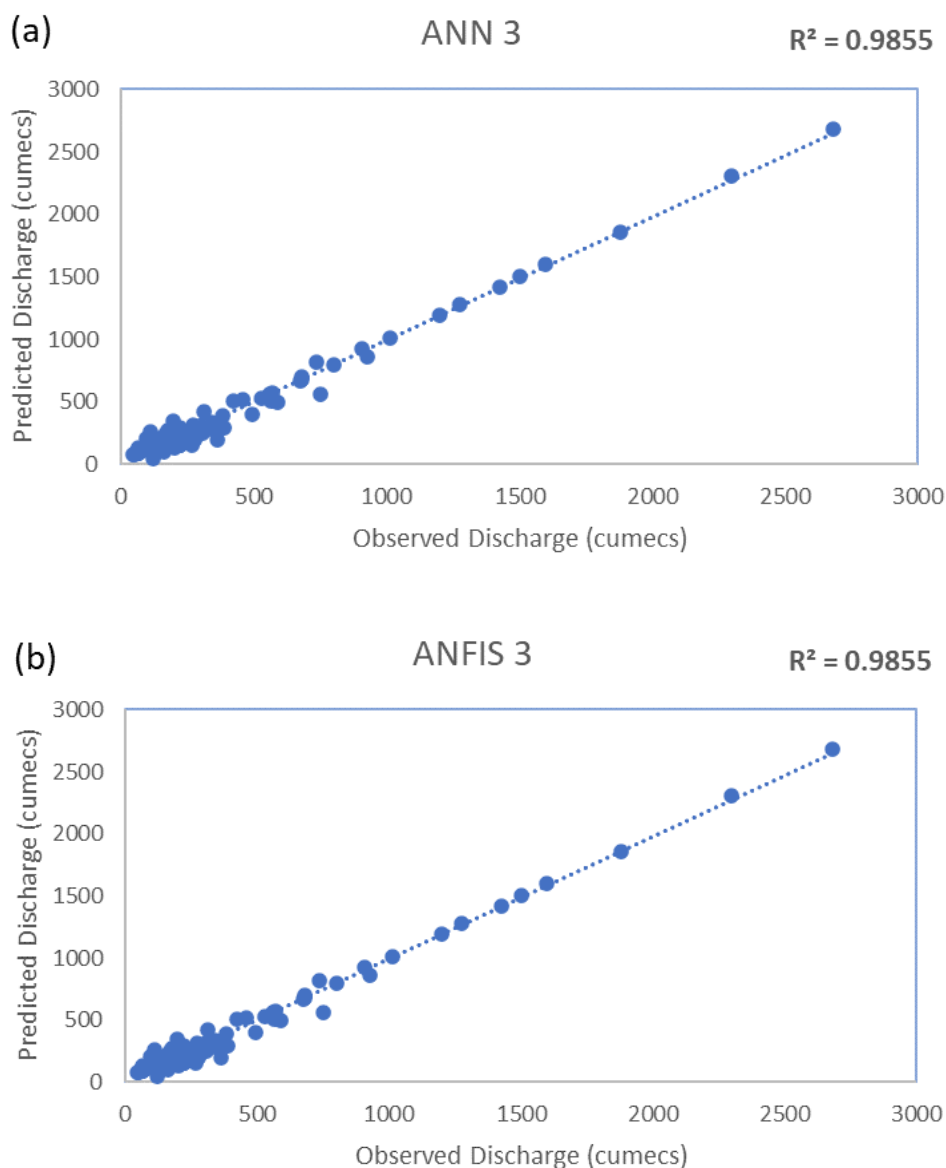 (a)
ANN 3
R² = 0.9855
3000
2500
2000
1500
1000
500
0
Predicted Discharge (cumecs)
0 500 1000 1500 2000 2500 3000
Observed Discharge (cumecs)
(b)
ANFIS 3
R² = 0.9855
3000
2500
2000
1500
1000
500
0
Predicted Discharge (cumecs)
0 500 1000 1500 2000 2500 3000
Observed Discharge (cumecs)